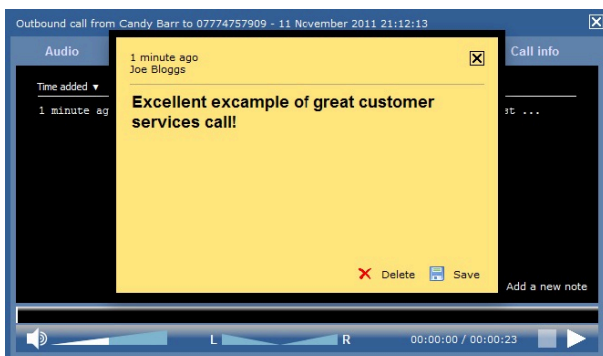 Outbound call from Candy Barr to 07774757909 - 11 November 2011 21:12:13
Audio
Call info
1 minute ago
Joe Bloggs
Time added ▼
Excellent excample of great customer
services call!
1 minute ag
st ...
Delete
Save
Add a new note
L
R
00:00:00 / 00:00:23